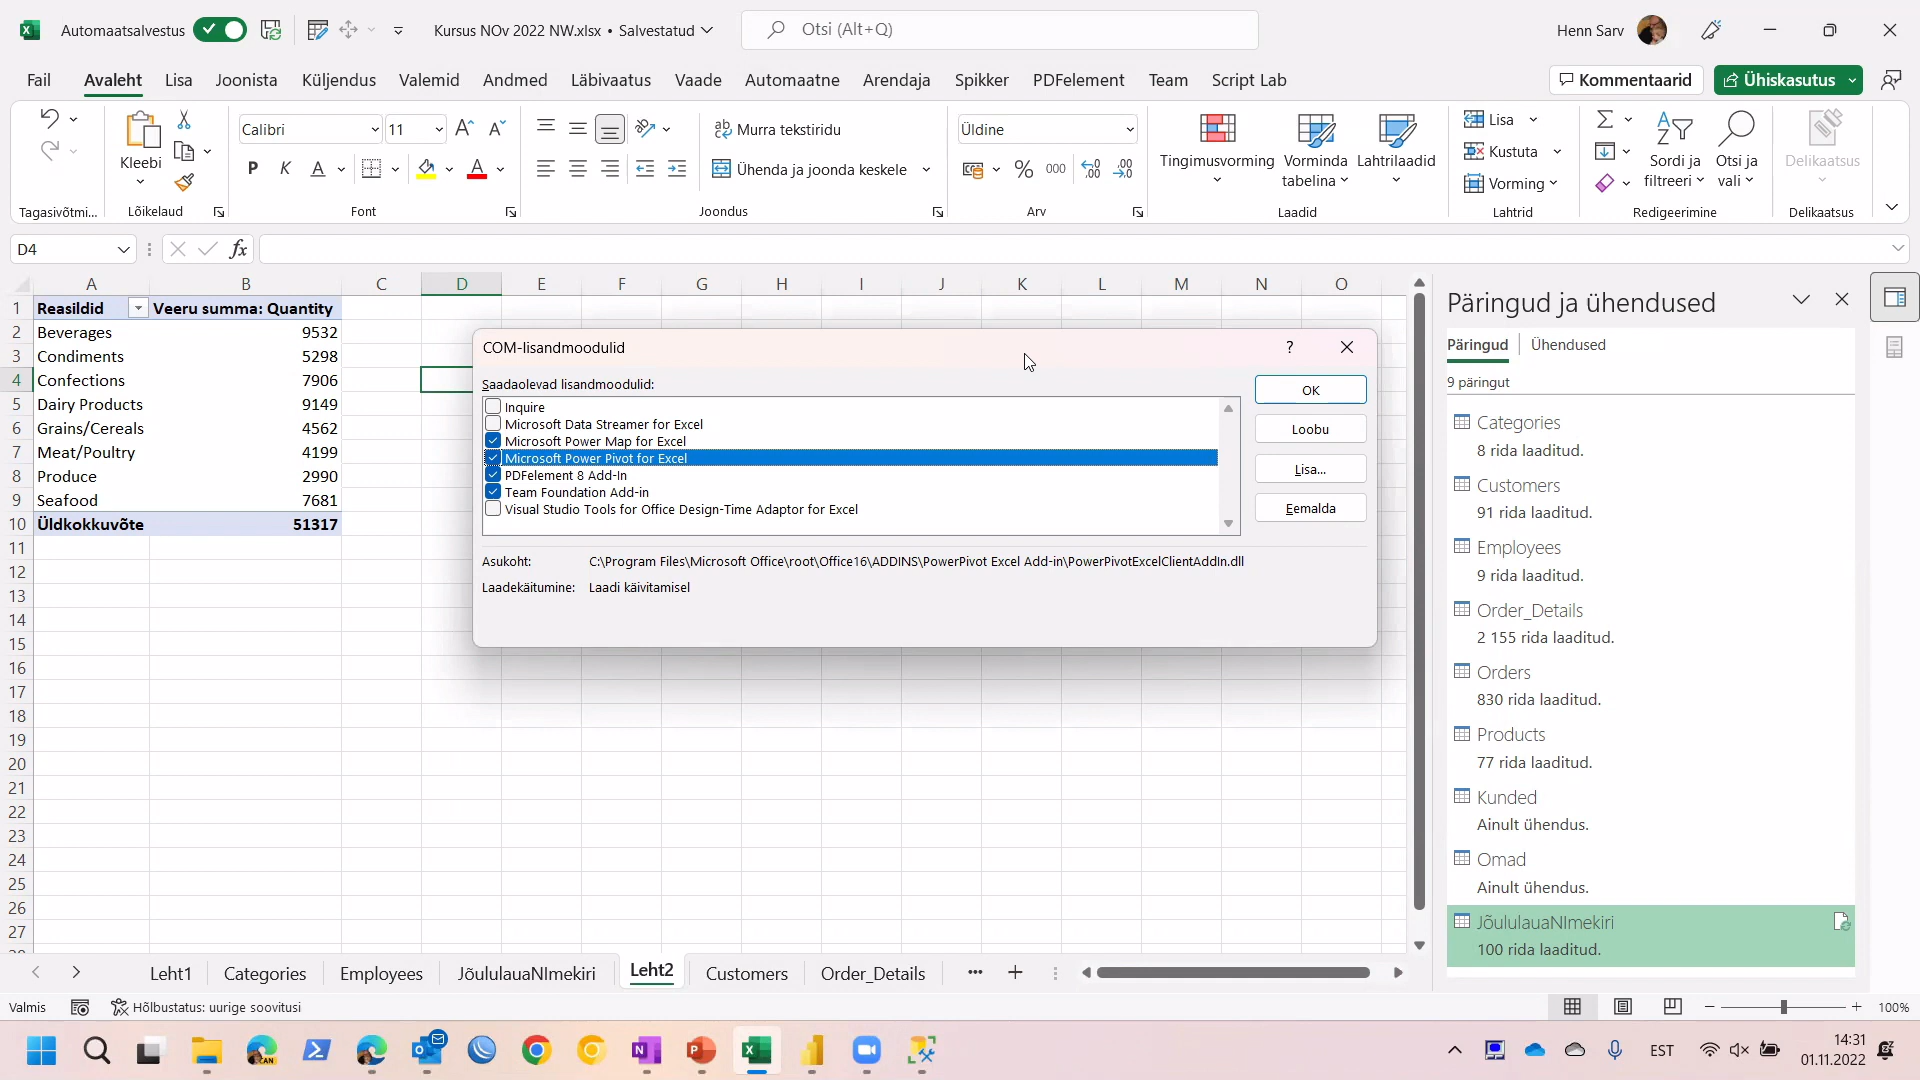 Automaatsalvestus
Kursus NOv 2022 NW.xlsx • Salvestatud
Otsi (Alt+Q)
Henn Sarv
Fail Avaleht Lisa Joonista Küljendus Valemid Andmed Läbivaatus Vaade Automaatne Arendaja Spikker PDFelement Team Script Lab
Kommentaarid Ühiskasutus
Kleebi
Calibri 11
P K A A
Murra tekstiridu
Ühenda ja joonda keskele
Üldine
% 000
Tingimusvorming
Vorminda tabelina
Lahtrilaadid
Lisa
Kustuta
Vorming
Sordi ja filtreeri
Otsi ja vali
Delikaatsus
Tagasivõtmi... Lõikelaud Font Joondus Arv Laadid Lahtrid Redigeerimine Delikaatsus
D4 fx
A B C D E F G H I J K L M N O
1 Reasildid Veeru summa: Quantity
2 Beverages 9532
3 Condiments 5298
4 Confections 7906
5 Dairy Products 9149
6 Grains/Cereals 4562
7 Meat/Poultry 4199
8 Produce 2990
9 Seafood 7681
10 Üldkokkuvõte 51317
11
12
13
14
15
16
17
18
19
20
21
22
23
24
25
26
27
COM-lisandmoodulid ?
Saadaolevad lisandmoodulid:
Inquire
Microsoft Data Streamer for Excel
Microsoft Power Map for Excel
Microsoft Power Pivot for Excel
PDFelement 8 Add-In
Team Foundation Add-in
Visual Studio Tools for Office Design-Time Adaptor for Excel
OK
Loobu
Lisa...
Eemalda
Asukoht: C:\Program Files\Microsoft Office\root\Office16\ADDINS\PowerPivot Excel Add-in\PowerPivotExcelClientAddIn.dll
Laadekäitumine: Laadi käivitamisel
Päringud ja ühendused
Päringud Ühendused
9 päringut
Categories
8 rida laaditud.
Customers
91 rida laaditud.
Employees
9 rida laaditud.
Order_Details
2 155 rida laaditud.
Orders
830 rida laaditud.
Products
77 rida laaditud.
Kunded
Ainult ühendus.
Omad
Ainult ühendus.
JõululauaNImekiri
100 rida laaditud.
Leht1 Categories Employees JõululauaNImekiri Leht2 Customers Order_Details ... +
Valmis Hõlbustatus: uurige soovitusi 100%
CAN
EST
14:31
01.11.2022